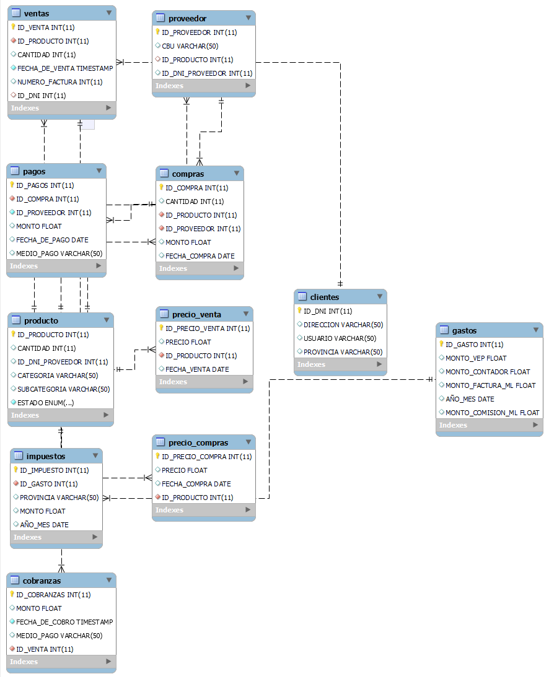 ventas
ID_VENTA INT(11)
ID_PRODUCTO INT(11)
CANTIDAD INT(11)
FECHA_DE_VENTA TIMESTAMP
NUMERO_FACTURA INT(11)
ID_DNI INT(11)
Indexes
proveedor
ID_PROVEEDOR INT(11)
CBU VARCHAR(50)
ID_PRODUCTO INT(11)
ID_DNI_PROVEEDOR INT(11)
Indexes
pagos
ID_PAGOS INT(11)
ID_COMPRA INT(11)
ID_PROVEEDOR INT(11)
MONTO FLOAT
FECHA_DE_PAGO DATE
MEDIO_PAGO VARCHAR(50)
Indexes
compras
ID_COMPRA INT(11)
CANTIDAD INT(11)
ID_PRODUCTO INT(11)
ID_PROVEEDOR INT(11)
MONTO FLOAT
FECHA_COMPRA DATE
Indexes
producto
ID_PRODUCTO INT(11)
CANTIDAD INT(11)
ID_DNI_PROVEEDOR INT(11)
CATEGORIA VARCHAR(50)
SUBCATEGORIA VARCHAR(50)
ESTADO ENUM(...)
Indexes
precio_venta
ID_PRECIO_VENTA INT(11)
PRECIO FLOAT
ID_PRODUCTO INT(11)
FECHA_VENTA DATE
Indexes
clientes
ID_DNI INT(11)
DIRECCION VARCHAR(50)
USUARIO VARCHAR(50)
PROVINCIA VARCHAR(50)
Indexes
gastos
ID_GASTO INT(11)
MONTO_VEP FLOAT
MONTO_CONTADOR FLOAT
MONTO_FACTURA_ML FLOAT
AÑO_MES DATE
MONTO_COMISION_ML FLOAT
Indexes
impuestos
ID_IMPUESTO INT(11)
ID_GASTO INT(11)
PROVINCIA VARCHAR(50)
MONTO FLOAT
AÑO_MES DATE
Indexes
precio_compras
ID_PRECIO_COMPRA INT(11)
PRECIO FLOAT
FECHA_COMPRA DATE
ID_PRODUCTO INT(11)
Indexes
cobranzas
ID_COBRANZAS INT(11)
MONTO FLOAT
FECHA_DE_COBRO TIMESTAMP
MEDIO_PAGO VARCHAR(50)
ID_VENTA INT(11)
Indexes